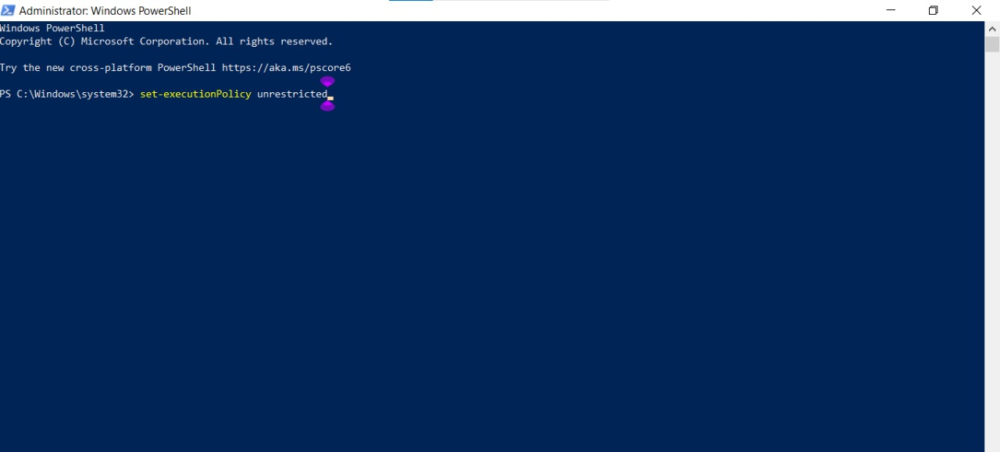 Administrator: Windows PowerShell
Windows PowerShell
Copyright (C) Microsoft Corporation. All rights reserved.
Try the new cross-platform PowerShell https://aka.ms/pscore6
PS C:\Windows\system32> set-executionPolicy unrestricted